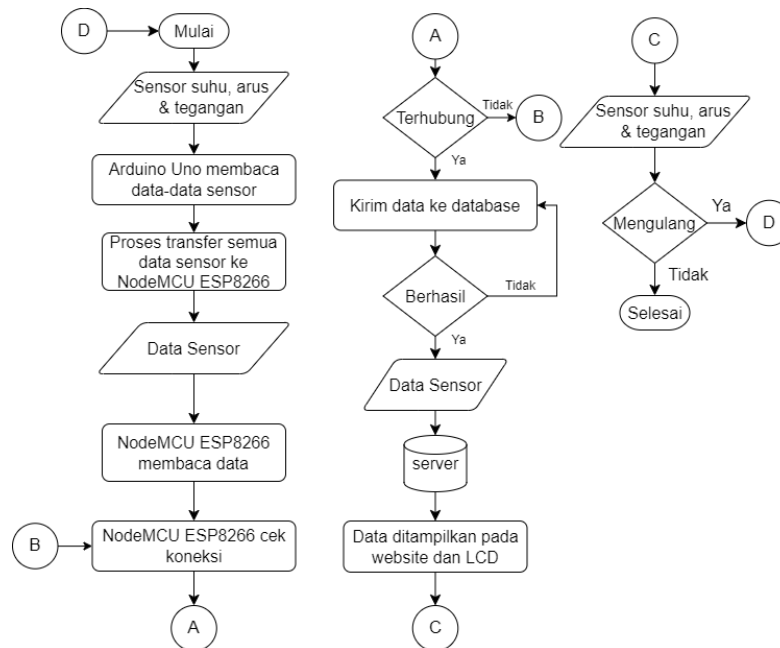 D
Mulai
Sensor suhu, arus
& tegangan
Arduino Uno membaca
data-data sensor
Proses transfer semua
data sensor ke
NodeMCU ESP8266
Data Sensor
NodeMCU ESP8266
membaca data
B
NodeMCU ESP8266 cek
koneksi
A
A
Terhubung
Tidak
B
Ya
Kirim data ke database
Berhasil
Tidak
Ya
Data Sensor
server
Data ditampilkan pada
website dan LCD
C
C
Sensor suhu, arus
& tegangan
Mengulang
Ya
D
Tidak
Selesai